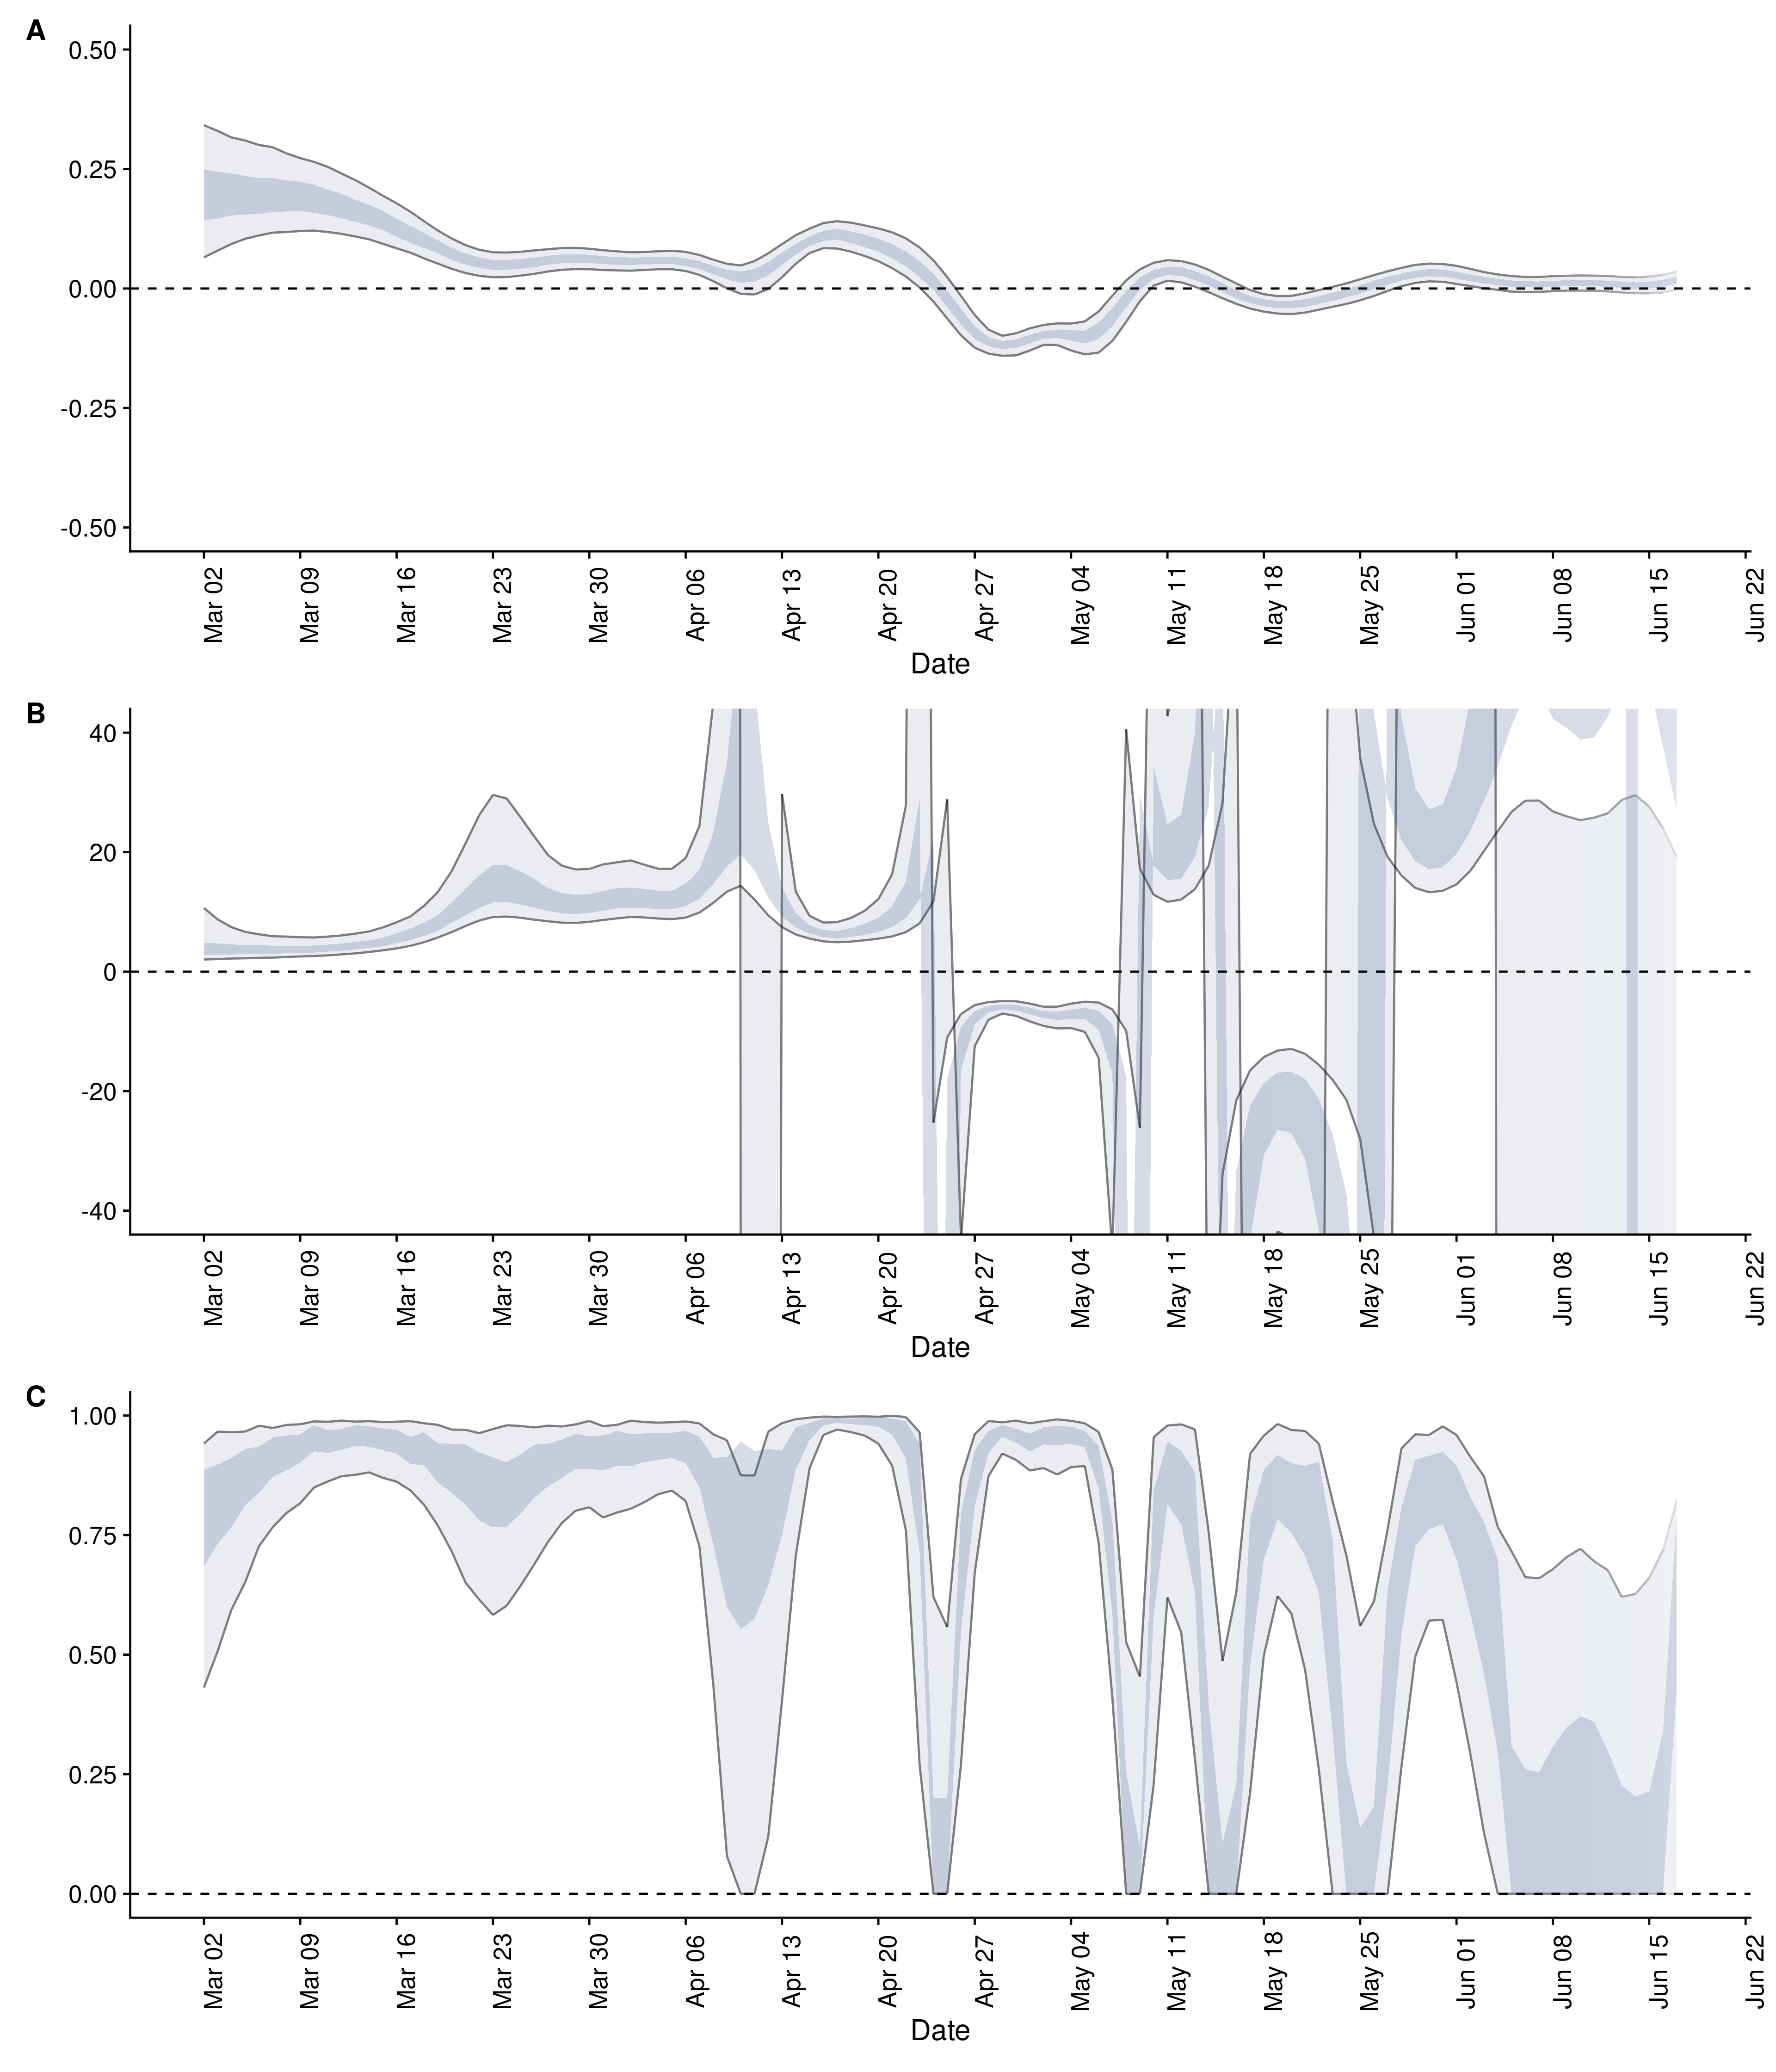 A
0.50
0.25
0.00
-0.25
-0.50
Mar 02
Mar 09
Mar 16
Mar 23
Mar 30
Apr 06
Apr 13
Apr 20
Apr 27
May 04
May 11
May 18
May 25
Jun 01
Jun 08
Jun 15
Jun 22
Date
B
40
20
0
-20
-40
Mar 02
Mar 09
Mar 16
Mar 23
Mar 30
Apr 06
Apr 13
Apr 20
Apr 27
May 04
May 11
May 18
May 25
Jun 01
Jun 08
Jun 15
Jun 22
Date
C
1.00
0.75
0.50
0.25
0.00
Mar 02
Mar 09
Mar 16
Mar 23
Mar 30
Apr 06
Apr 13
Apr 20
Apr 27
May 04
May 11
May 18
May 25
Jun 01
Jun 08
Jun 15
Jun 22
Date